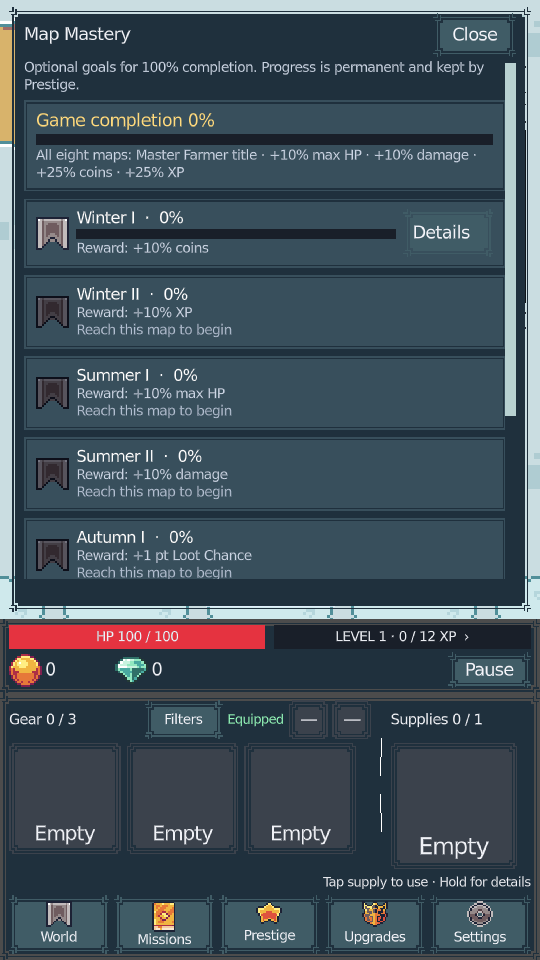 Map Mastery
Close
Optional goals for 100% completion. Progress is permanent and kept by
Prestige.
Game completion 0%
All eight maps: Master Farmer title · +10% max HP · +10% damage ·
+25% coins · +25% XP
Winter I · 0%
Details
Reward: +10% coins
Winter II · 0%
Reward: +10% XP
Reach this map to begin
Summer I · 0%
Reward: +10% max HP
Reach this map to begin
Summer II · 0%
Reward: +10% damage
Reach this map to begin
Autumn I · 0%
Reward: +1 pt Loot Chance
Reach this map to begin
HP 100 / 100
LEVEL 1 · 0 / 12 XP ›
0
0
Pause
Gear 0 / 3
Filters
Equipped
—
—
Supplies 0 / 1
Empty
Empty
Empty
Empty
Tap supply to use · Hold for details
World
Missions
Prestige
Upgrades
Settings